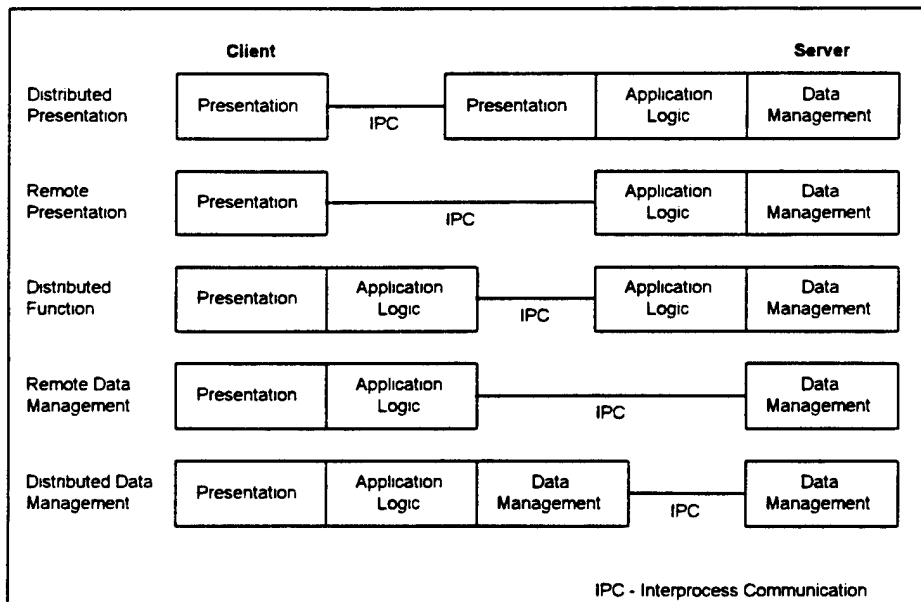 Client Server
Distributed
Presentation
Presentation
IPC
Presentation
Application
Logic
Data
Management
Remote
Presentation
Presentation
IPC
Application
Logic
Data
Management
Distributed
Function
Presentation
Application
Logic
IPC
Application
Logic
Data
Management
Remote Data
Management
Presentation
Application
Logic
IPC
Data
Management
Distributed Data
Management
Presentation
Application
Logic
Data
Management
IPC
Data
Management
IPC - Interprocess Communication